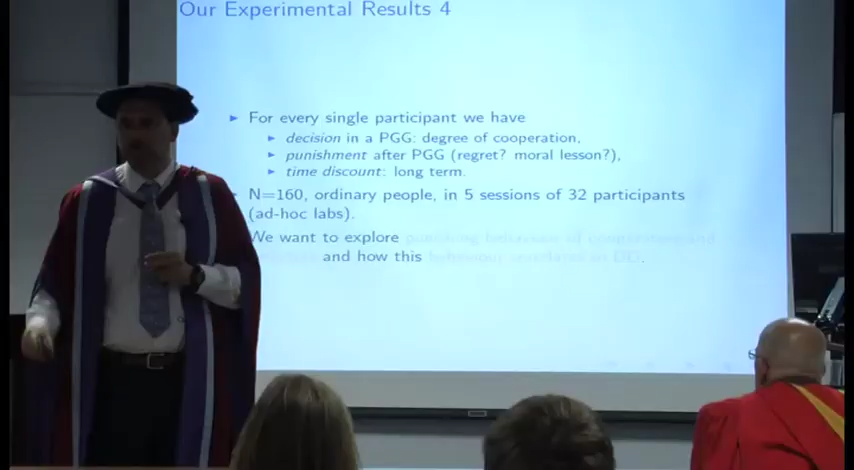 Our Experimental Results 4
► For every single participant we have
► decision in a PGG: degree of cooperation,
► punishment after PGG (regret? moral lesson?),
► time discount: long term.
N=160, ordinary people, in 5 sessions of 32 participants
(ad-hoc labs).
We want to explore
and how this